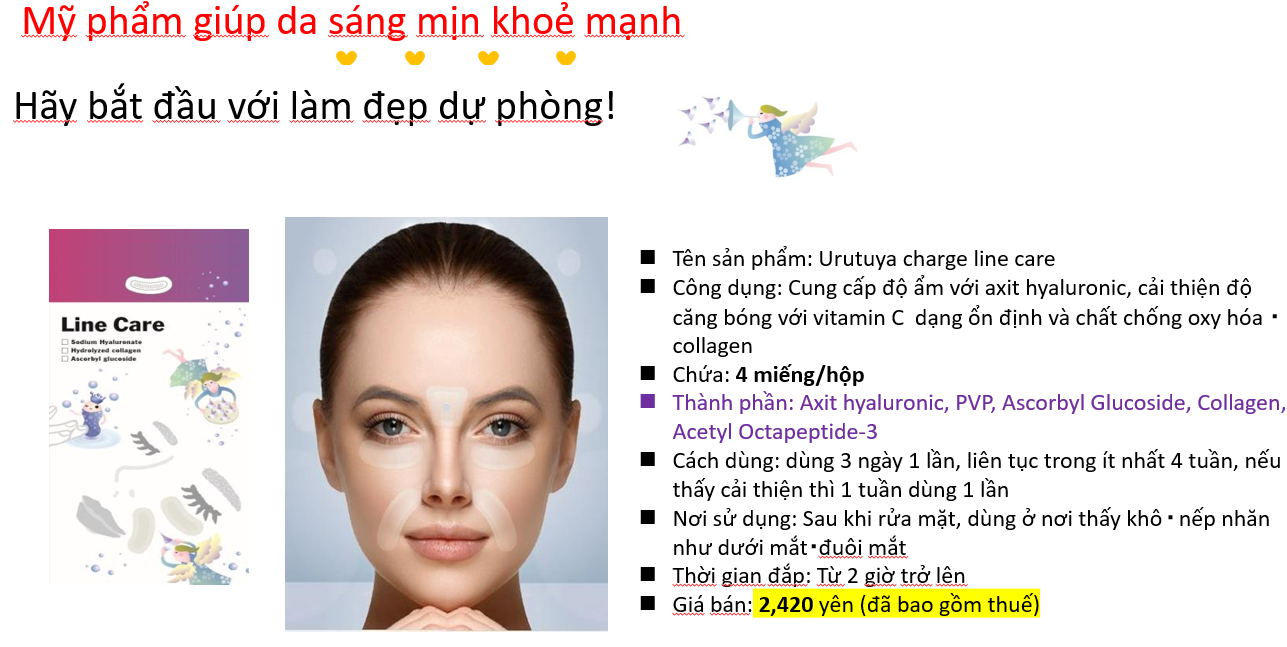 Mỹ phẩm giúp da sáng mịn khoẻ mạnh
Hãy bắt đầu với làm đẹp dự phòng!
Line Care
☐ Sodium Hyaluronate
☐ Hydrolyzed collagen
☐ Ascorbyl glucoside
■ Tên sản phẩm: Urutuya charge line care
■ Công dụng: Cung cấp độ ẩm với axit hyaluronic, cải thiện độ
căng bóng với vitamin C dạng ổn định và chất chống oxy hóa・
collagen
■ Chứa: 4 miếng/hộp
■ Thành phần: Axit hyaluronic, PVP, Ascorbyl Glucoside, Collagen,
Acetyl Octapeptide-3
■ Cách dùng: dùng 3 ngày 1 lần, liên tục trong ít nhất 4 tuần, nếu
thấy cải thiện thì 1 tuần dùng 1 lần
■ Nơi sử dụng: Sau khi rửa mặt, dùng ở nơi thấy khô・nếp nhăn
như dưới mắt・đuôi mắt
■ Thời gian đắp: Từ 2 giờ trở lên
■ Giá bán: 2,420 yên (đã bao gồm thuế)